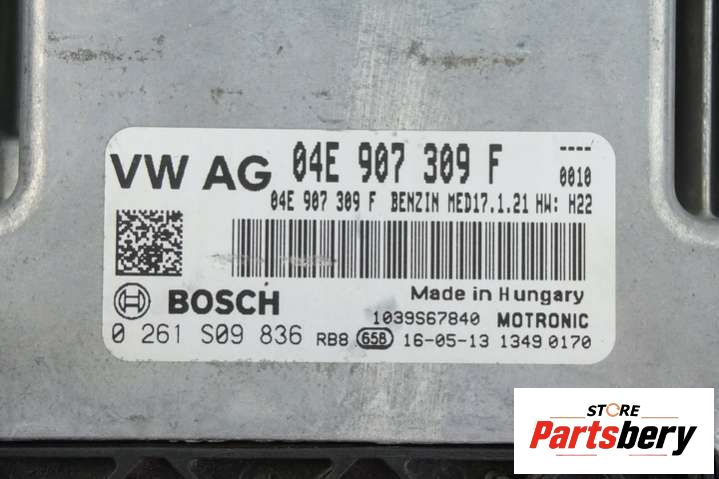 VW AG 04E 907 309 F ----
0010
04E 907 309 F BENZIN MED17.1.21 HW: H22
BOSCH Made in Hungary
1039S67840 MOTRONIC
0 261 S09 836 RB8 658 16-05-13 1349 0170
STORE
Partsbery